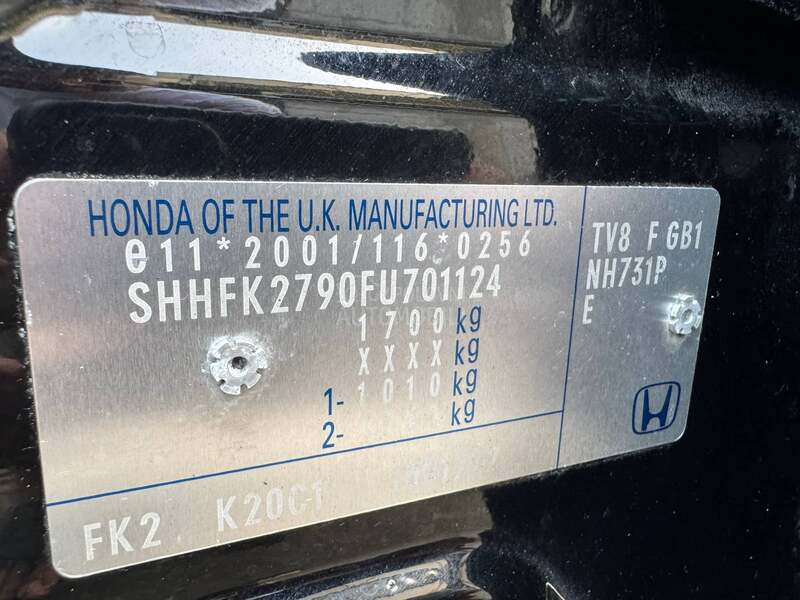 HONDA OF THE U.K. MANUFACTURING LTD.
e11*2001/116*0256
SHHFK2790FU701124
1700 kg
XXXX kg
1- 1010 kg
2- kg
TV8 F GB1
NH731P
E
FK2 K20C1